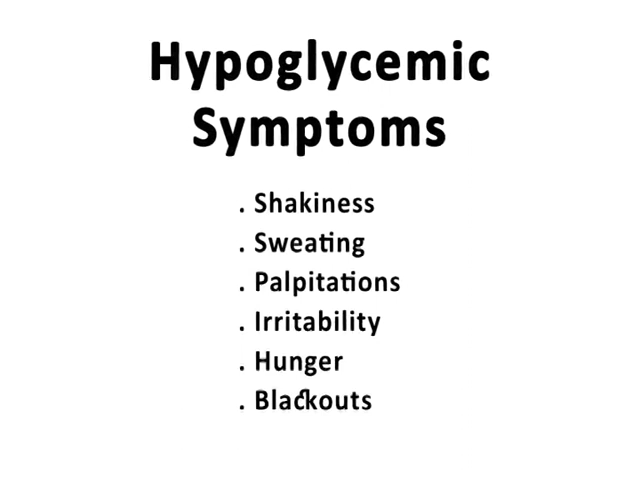 Hypoglycemic
Symptoms
. Shakiness
. Sweating
. Palpitations
. Irritability
. Hunger
. Blackouts